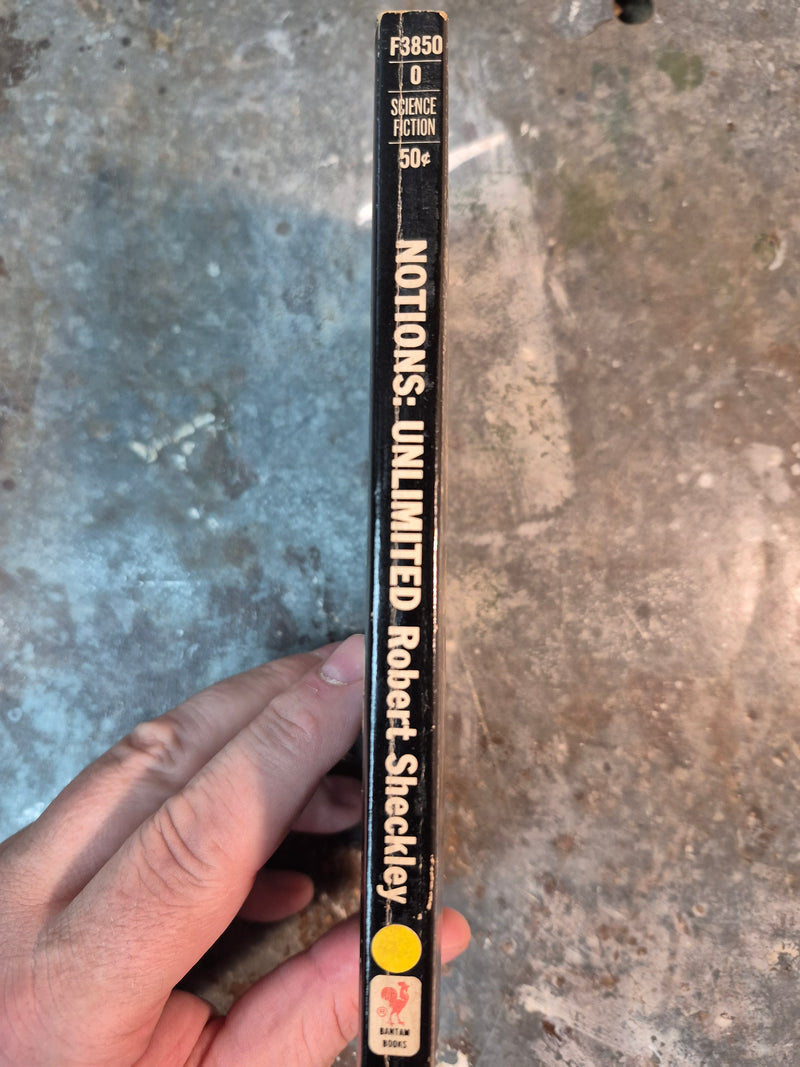 F3850
0
SCIENCE
FICTION
50¢
NOTIONS: UNLIMITED Robert Sheckley
®
BANTAM
BOOKS